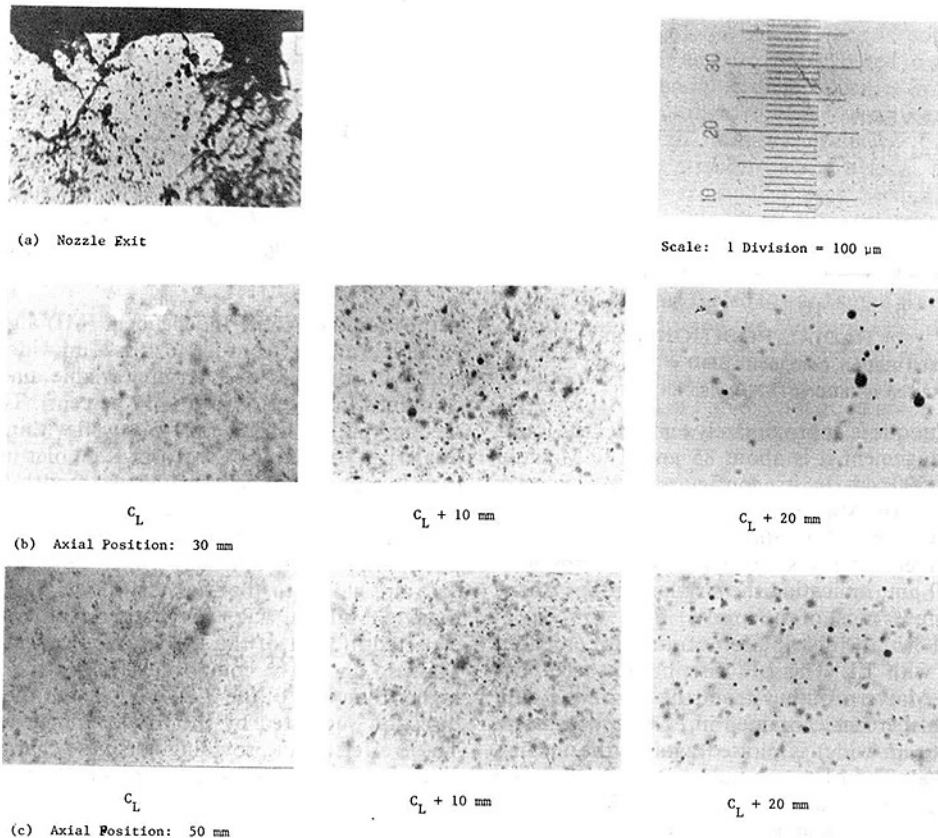 30
20
10
(a) Nozzle Exit
Scale: 1 Division = 100 μm
C_L
C_L + 10 mm
C_L + 20 mm
(b) Axial Position: 30 mm
C_L
C_L + 10 mm
C_L + 20 mm
(c) Axial Position: 50 mm